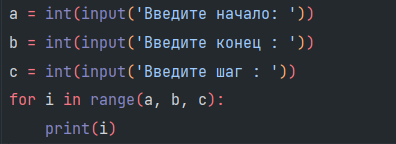 a = int(input('Введите начало: '))
b = int(input('Введите конец : '))
c = int(input('Введите шаг : '))
for i in range(a, b, c):
    print(i)